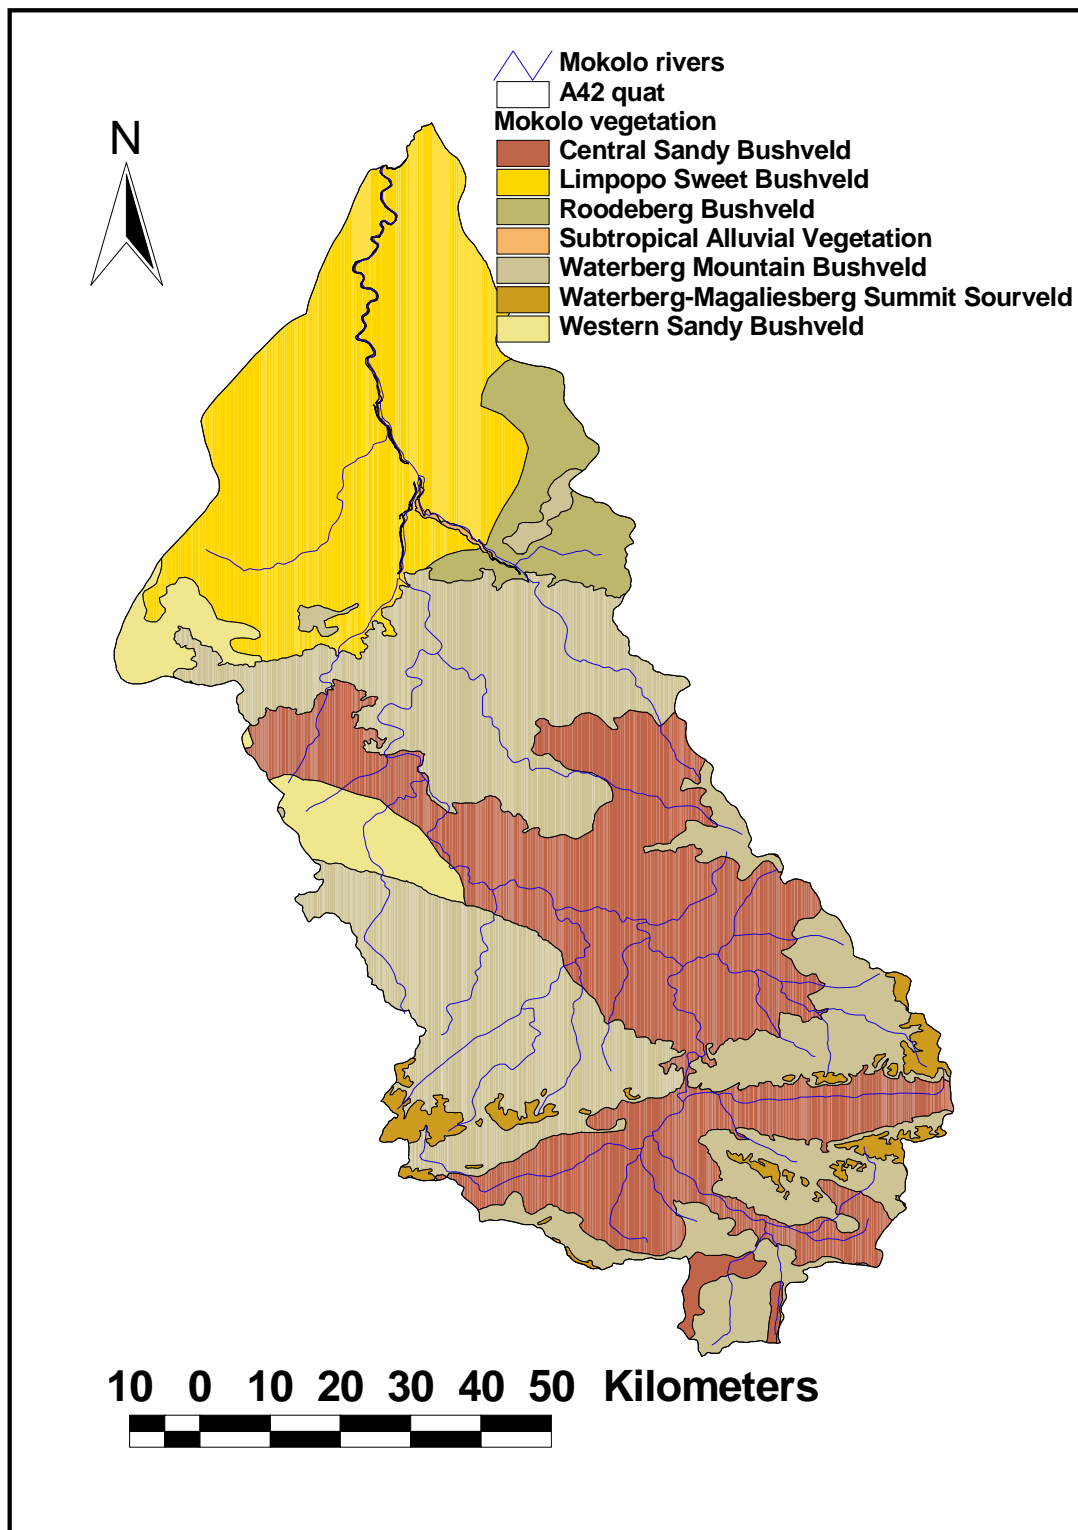 Mokolo rivers
A42 quat
Mokolo vegetation
Central Sandy Bushveld
Limpopo Sweet Bushveld
Roodeberg Bushveld
Subtropical Alluvial Vegetation
Waterberg Mountain Bushveld
Waterberg-Magaliesberg Summit Sourveld
Western Sandy Bushveld
N
10 0 10 20 30 40 50 Kilometers